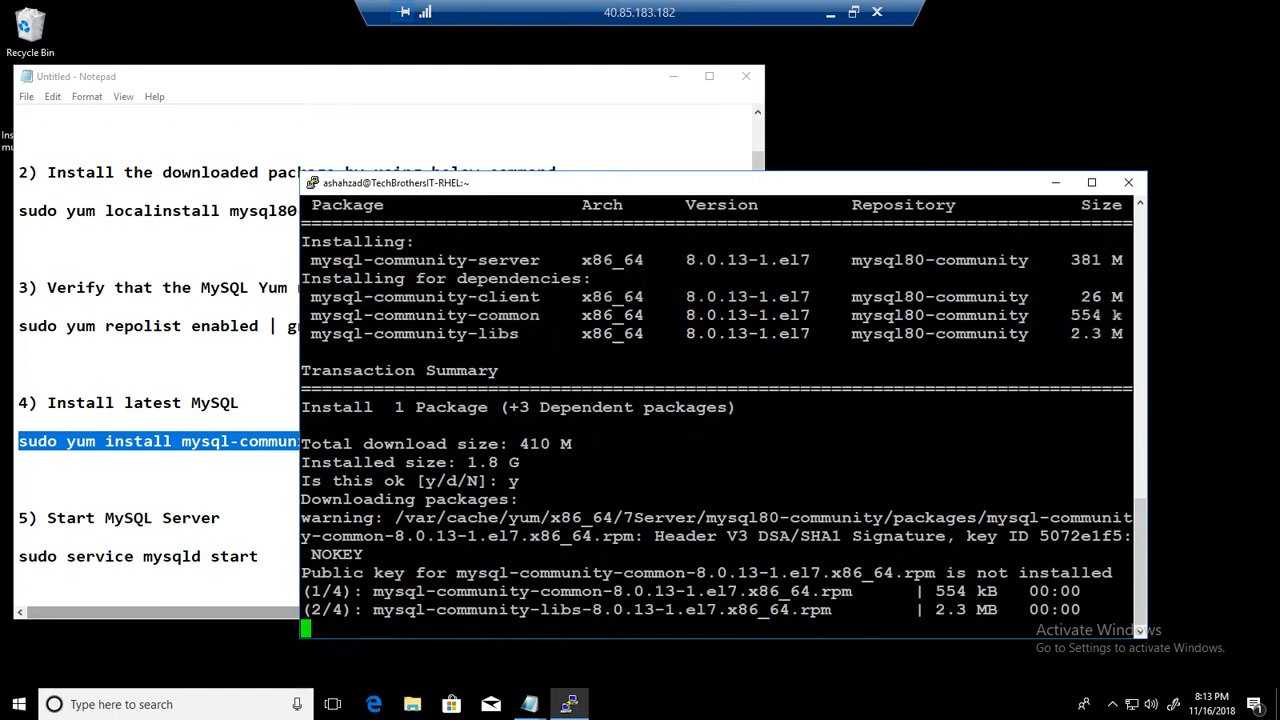 40.85.183.182
Recycle Bin
Untitled - Notepad
File Edit Format View Help
2) Install the downloaded package by using below command
sudo yum localinstall mysql80-
3) Verify that the MySQL Yum
sudo yum repolist enabled |
4) Install latest MySQL
sudo yum install mysql-commun
5) Start MySQL Server
sudo service mysqld start
ashahzad@TechBrothersIT-RHEL:~
Package Arch Version Repository Size
================================================================================
Installing:
mysql-community-server x86_64 8.0.13-1.el7 mysql80-community 381 M
Installing for dependencies:
mysql-community-client x86_64 8.0.13-1.el7 mysql80-community 26 M
mysql-community-common x86_64 8.0.13-1.el7 mysql80-community 554 k
mysql-community-libs x86_64 8.0.13-1.el7 mysql80-community 2.3 M
Transaction Summary
================================================================================
Install 1 Package (+3 Dependent packages)
Total download size: 410 M
Installed size: 1.8 G
Is this ok [y/d/N]: y
Downloading packages:
warning: /var/cache/yum/x86_64/7Server/mysql80-community/packages/mysql-communit
y-common-8.0.13-1.el7.x86_64.rpm: Header V3 DSA/SHA1 Signature, key ID 5072e1f5:
NOKEY
Public key for mysql-community-common-8.0.13-1.el7.x86_64.rpm is not installed
(1/4): mysql-community-common-8.0.13-1.el7.x86_64.rpm | 554 kB 00:00
(2/4): mysql-community-libs-8.0.13-1.el7.x86_64.rpm | 2.3 MB 00:00
Activate Windows
Go to Settings to activate Windows.
Type here to search
8:13 PM
11/16/2018